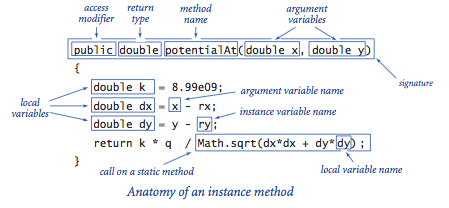 access modifier
return type
method name
argument variables
public double potentialAt(double x, double y)
signature
{
double k = 8.99e09;
local variables
double dx = x - rx;
argument variable name
double dy = y - ry;
instance variable name
return k * q / Math.sqrt(dx*dx + dy*dy) ;
}
call on a static method
local variable name
Anatomy of an instance method